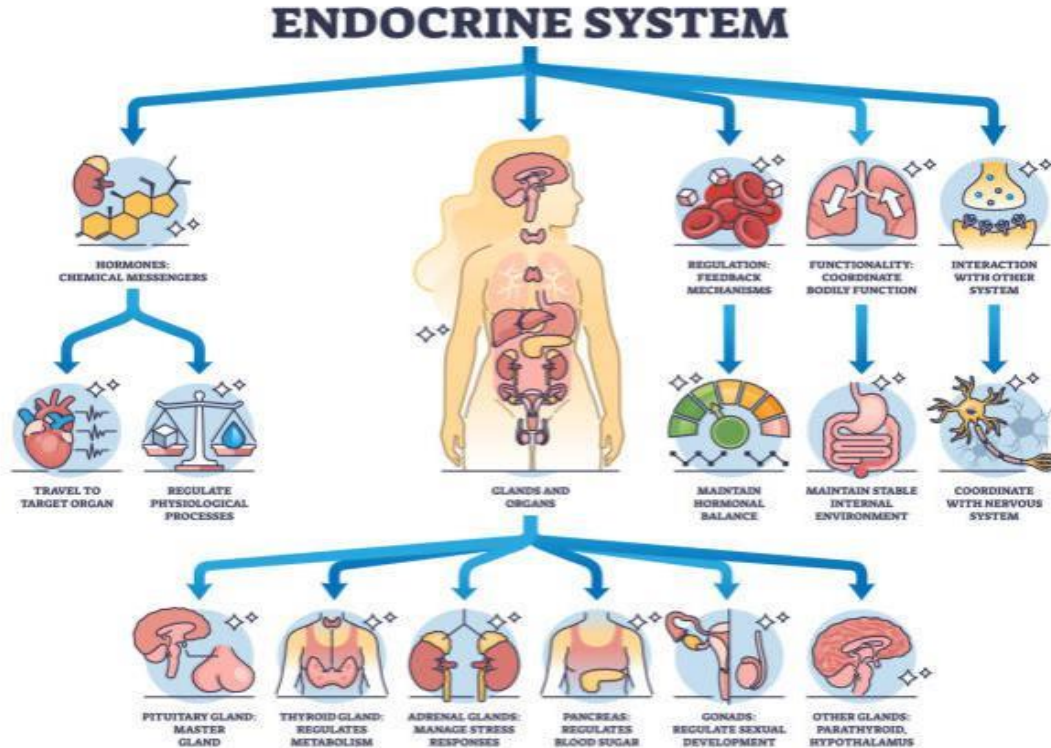 ENDOCRINE SYSTEM
HORMONES:
CHEMICAL MESSENGERS
REGULATION:
FEEDBACK
MECHANISMS
FUNCTIONALITY:
COORDINATE
BODILY FUNCTION
INTERACTION
WITH OTHER
SYSTEM
TRAVEL TO
TARGET ORGAN
REGULATE
PHYSIOLOGICAL
PROCESSES
GLANDS AND
ORGANS
MAINTAIN
HORMONAL
BALANCE
MAINTAIN STABLE
INTERNAL
ENVIRONMENT
COORDINATE
WITH NERVOUS
SYSTEM
PITUITARY GLAND:
MASTER
GLAND
THYROID GLAND:
REGULATES
METABOLISM
ADRENAL GLANDS:
MANAGE STRESS
RESPONSES
PANCREAS:
REGULATES
BLOOD SUGAR
GONADS:
REGULATE SEXUAL
DEVELOPMENT
OTHER GLANDS:
PARATHYROID,
HYPOTHALAMUS